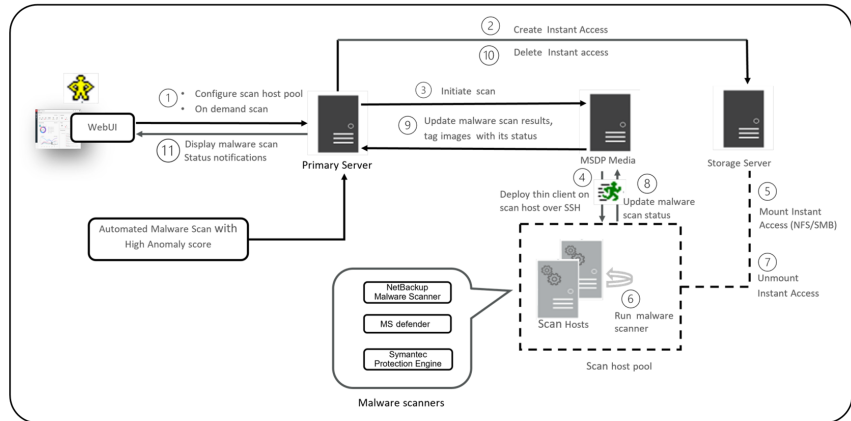 2
Create Instant Access
10
Delete Instant access
1
• Configure scan host pool
• On demand scan
3
Initiate scan
WebUI
9
Update malware scan results,
tag images with its status
11
Display malware scan
Status notifications
Primary Server
MSDP Media
Storage Server
4
Deploy thin client on
scan host over SSH
8
Update malware
scan status
5
Mount Instant
Access (NFS/SMB)
Automated Malware Scan with
High Anomaly score
7
Unmount
Instant Access
NetBackup
Malware Scanner
MS defender
Symantec
Protection Engine
6
Run malware
scanner
Scan Hosts
Scan host pool
Malware scanners